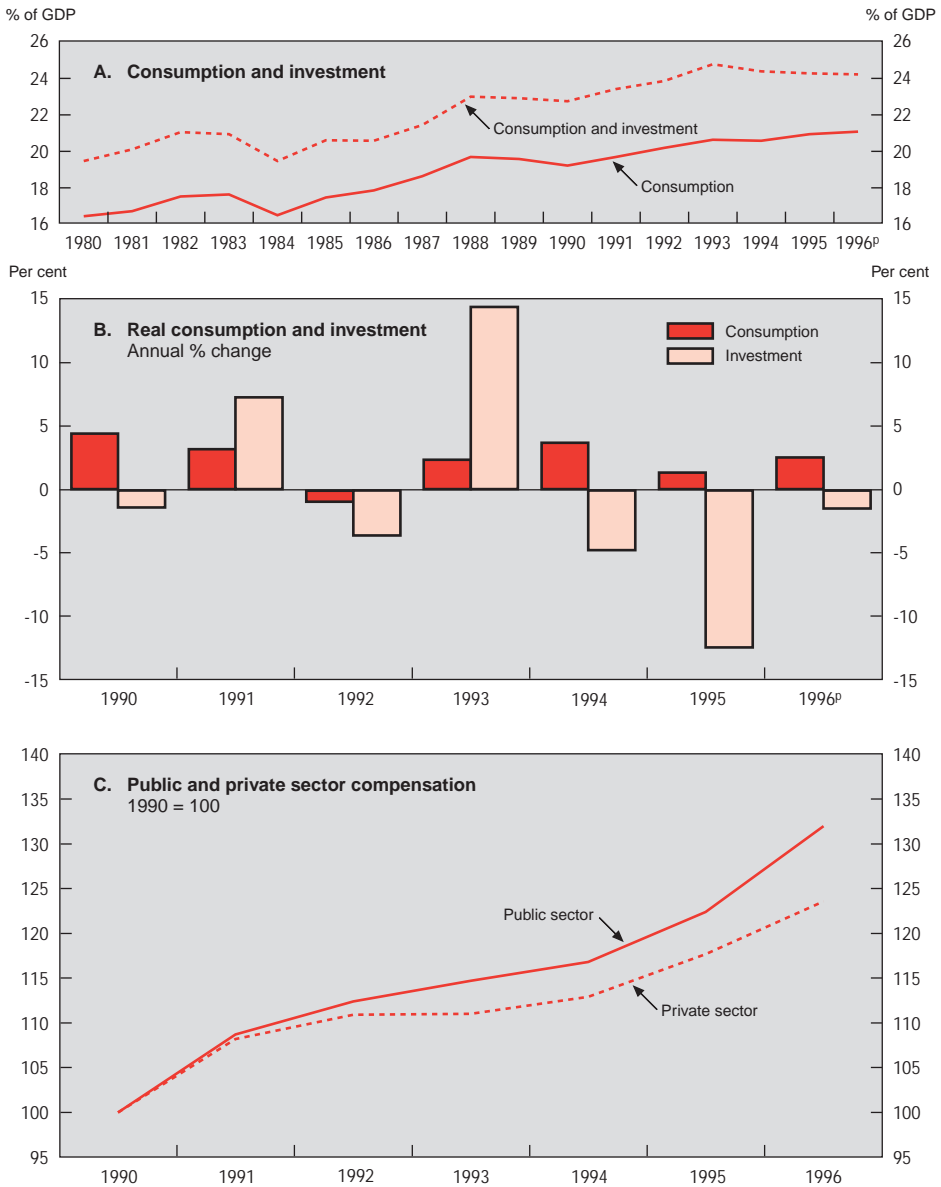 % of GDP % of GDP
26 26
A. Consumption and investment
24 24
22 22
Consumption and investment
20 20
18 Consumption 18
16 16
1980 1981 1982 1983 1984 1985 1986 1987 1988 1989 1990 1991 1992 1993 1994 1995 1996p
Per cent Per cent
15 15
B. Real consumption and investment Consumption
Annual % change Investment
10 10
5 5
0 0
-5 -5
-10 -10
-15 -15
1990 1991 1992 1993 1994 1995 1996p
140 140
C. Public and private sector compensation
135 1990 = 100 135
130 130
125 125
Public sector
120 120
115 115
Private sector
110 110
105 105
100 100
95 95
1990 1991 1992 1993 1994 1995 1996